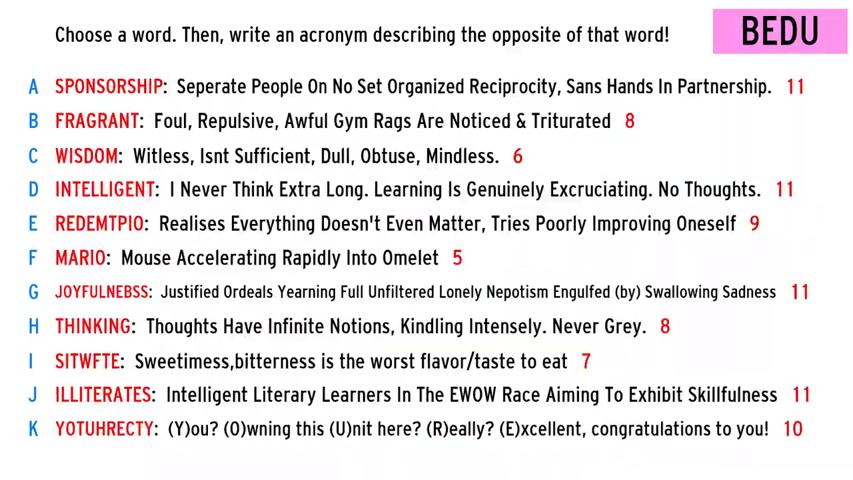 Choose a word. Then, write an acronym describing the opposite of that word!
BEDU
A SPONSORSHIP: Seperate People On No Set Organized Reciprocity, Sans Hands In Partnership. 11
B FRAGRANT: Foul, Repulsive, Awful Gym Rags Are Noticed & Triturated 8
C WISDOM: Witless, Isnt Sufficient, Dull, Obtuse, Mindless. 6
D INTELLIGENT: I Never Think Extra Long. Learning Is Genuinely Excruciating. No Thoughts. 11
E REDEMTPIO: Realises Everything Doesn't Even Matter, Tries Poorly Improving Oneself 9
F MARIO: Mouse Accelerating Rapidly Into Omelet 5
G JOYFULNEBSS: Justified Ordeals Yearning Full Unfiltered Lonely Nepotism Engulfed (by) Swallowing Sadness 11
H THINKING: Thoughts Have Infinite Notions, Kindling Intensely. Never Grey. 8
I SITWFTE: Sweetimess,bitterness is the worst flavor/taste to eat 7
J ILLITERATES: Intelligent Literary Learners In The EWOW Race Aiming To Exhibit Skillfulness 11
K YOTUHRECTY: (Y)ou? (O)wning this (U)nit here? (R)eally? (E)xcellent, congratulations to you! 10